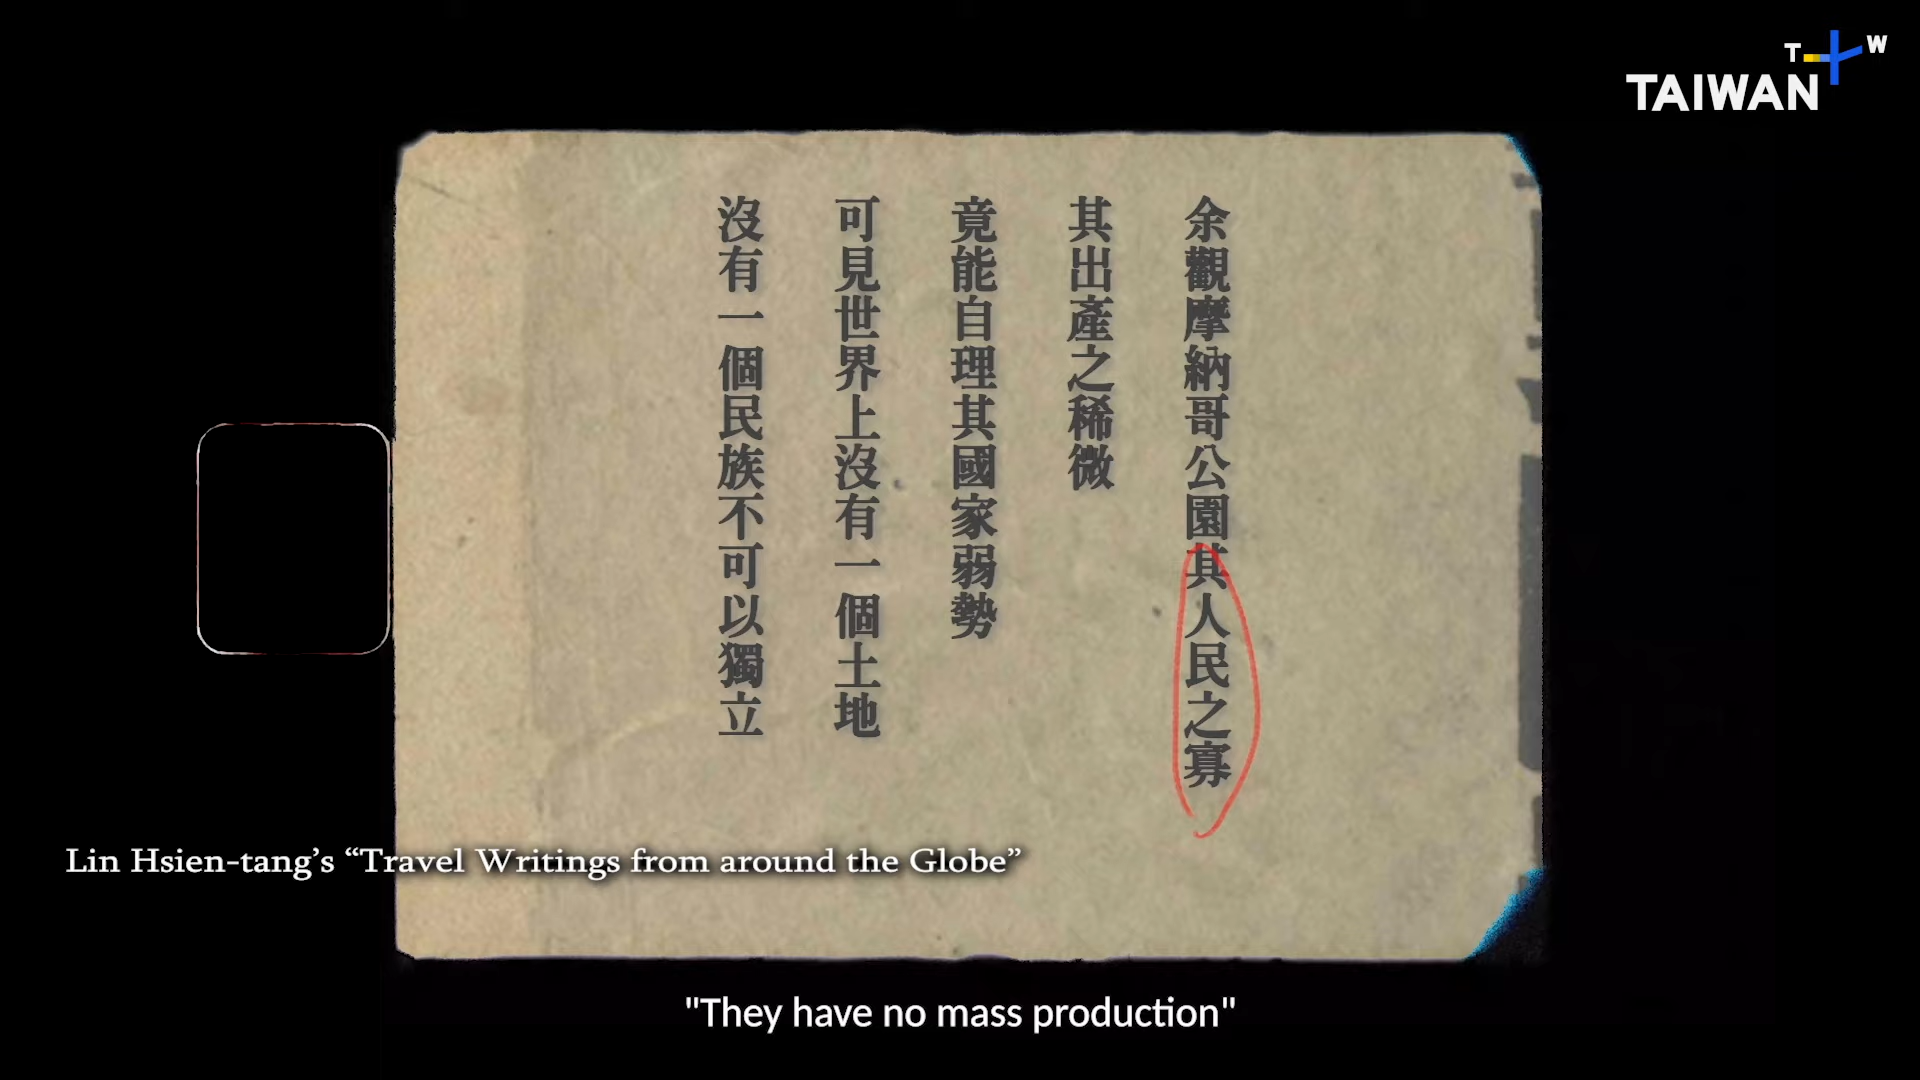 T W
TAIWAN
余觀摩納哥公園其人民之寡
其出產之稀微
竟能自理其國家弱勢
可見世界上沒有一個土地
沒有一個民族不可以獨立
Lin Hsien-tang's “Travel Writings from around the Globe”
"They have no mass production"